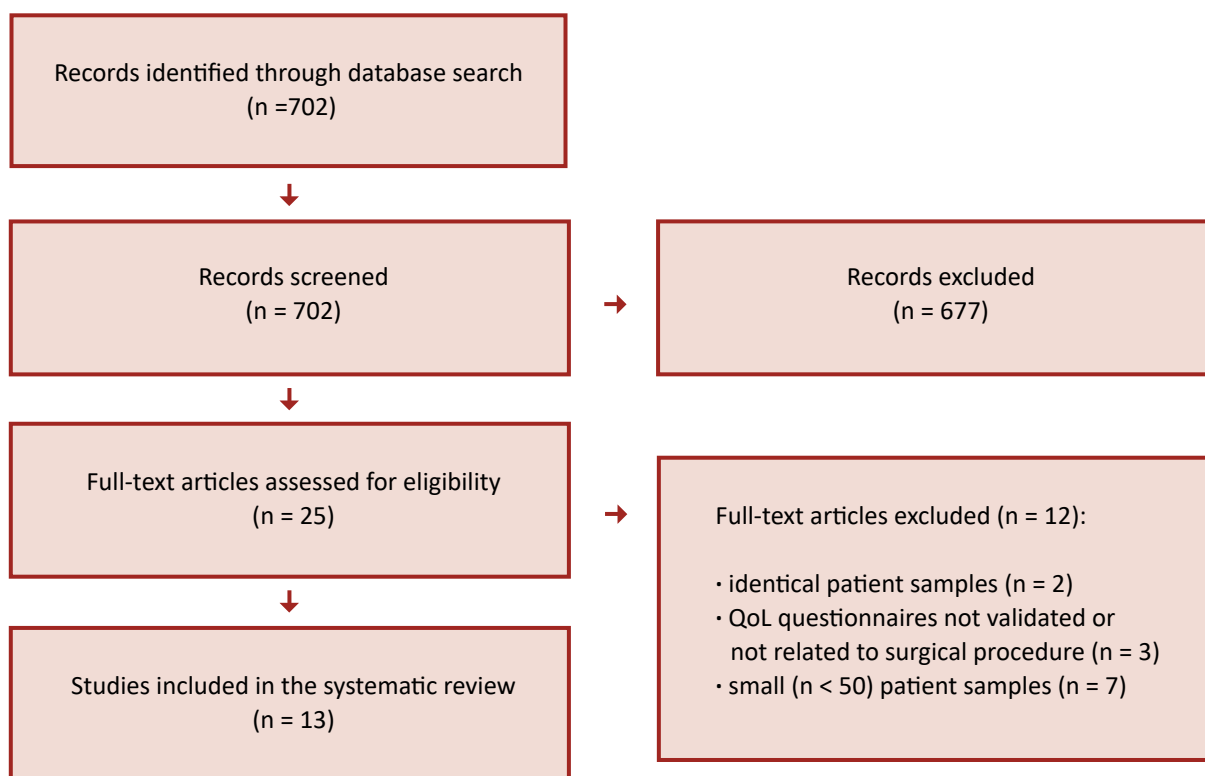 Records identified through database search
(n =702)
Records screened
(n = 702)
Records excluded
(n = 677)
Full-text articles assessed for eligibility
(n = 25)
Full-text articles excluded (n = 12):
· identical patient samples (n = 2)
· QoL questionnaires not validated or
not related to surgical procedure (n = 3)
· small (n < 50) patient samples (n = 7)
Studies included in the systematic review
(n = 13)